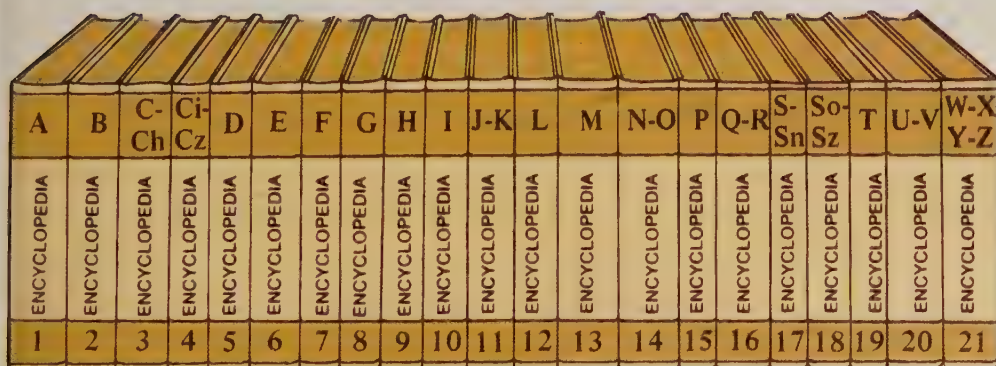 A B C-Ch Ci-Cz D E F G H I J-K L M N-O P Q-R S-Sn So-Sz T U-V W-X Y-Z
ENCYCLOPEDIA ENCYCLOPEDIA ENCYCLOPEDIA ENCYCLOPEDIA ENCYCLOPEDIA ENCYCLOPEDIA ENCYCLOPEDIA ENCYCLOPEDIA ENCYCLOPEDIA ENCYCLOPEDIA ENCYCLOPEDIA ENCYCLOPEDIA ENCYCLOPEDIA ENCYCLOPEDIA ENCYCLOPEDIA ENCYCLOPEDIA ENCYCLOPEDIA ENCYCLOPEDIA ENCYCLOPEDIA ENCYCLOPEDIA ENCYCLOPEDIA
1 2 3 4 5 6 7 8 9 10 11 12 13 14 15 16 17 18 19 20 21